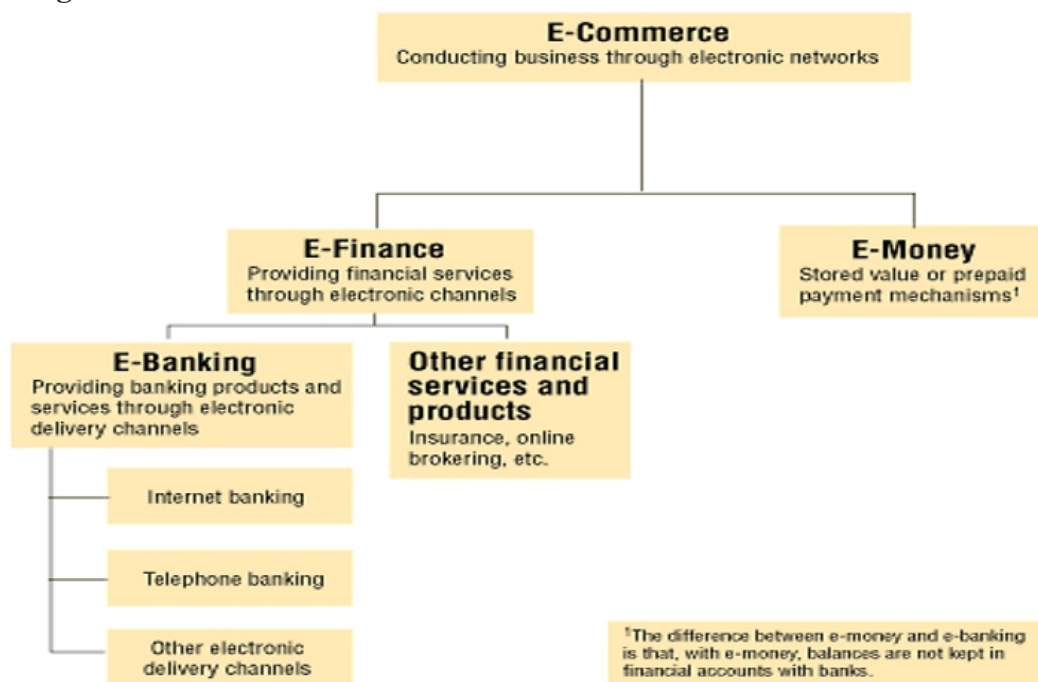 E-Commerce
Conducting business through electronic networks
E-Finance
Providing financial services
through electronic channels
E-Money
Stored value or prepaid
payment mechanisms¹
E-Banking
Providing banking products and
services through electronic
delivery channels
Other financial
services and
products
Insurance, online
brokering, etc.
Internet banking
Telephone banking
Other electronic
delivery channels
¹The difference between e-money and e-banking
is that, with e-money, balances are not kept in
financial accounts with banks.